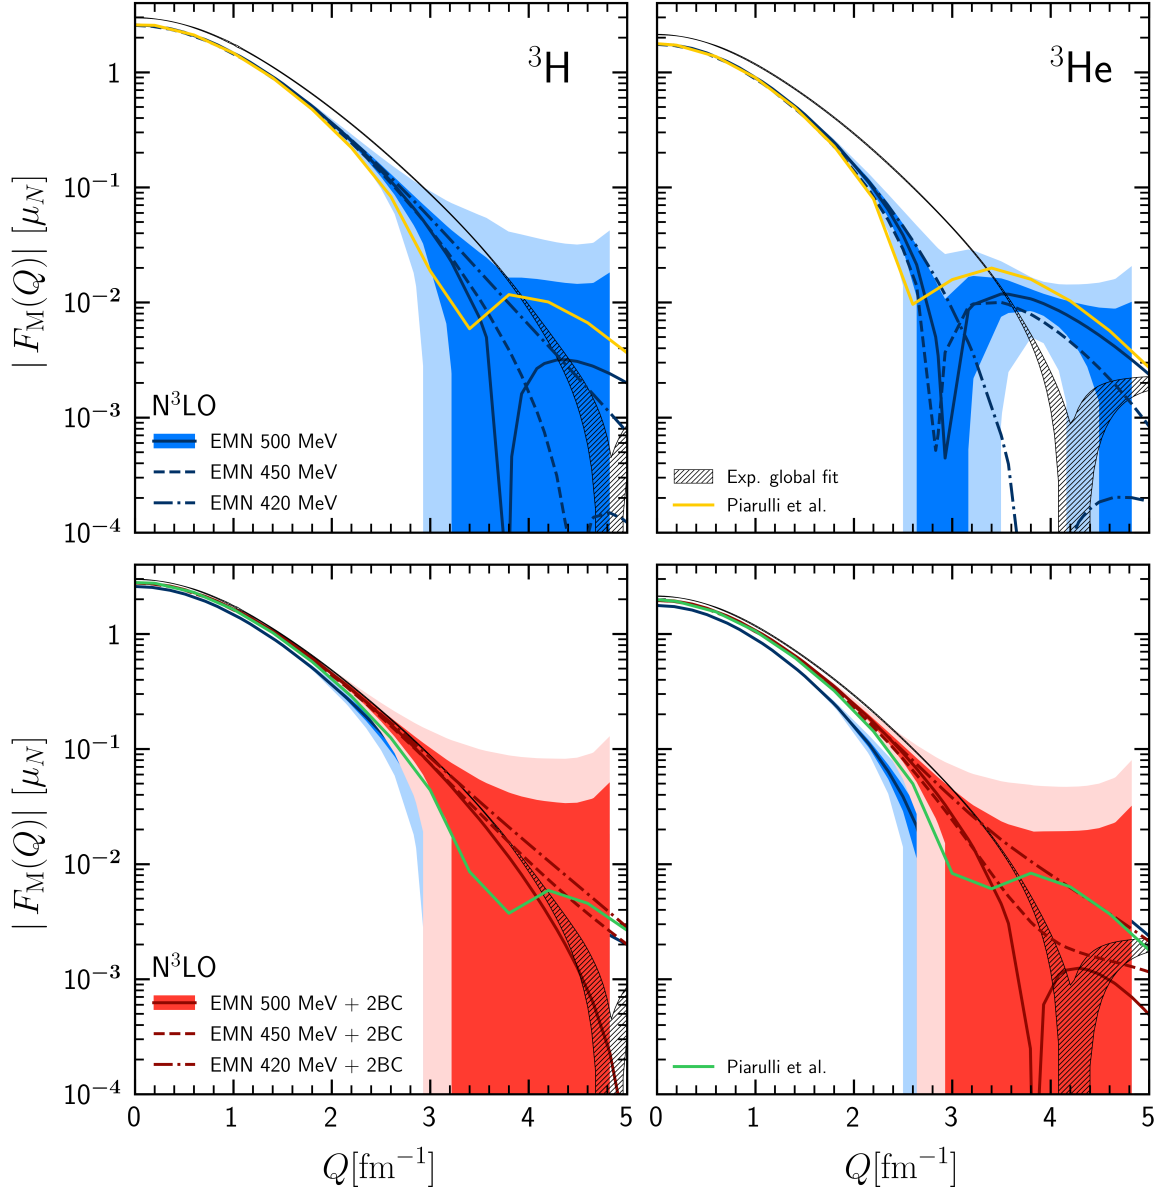 ³H
³He
1
10⁻¹
10⁻²
10⁻³
10⁻⁴
|F_M(Q)| [μ_N]
N³LO
EMN 500 MeV
EMN 450 MeV
EMN 420 MeV
Exp. global fit
Piarulli et al.
1
10⁻¹
10⁻²
10⁻³
10⁻⁴
|F_M(Q)| [μ_N]
N³LO
EMN 500 MeV + 2BC
EMN 450 MeV + 2BC
EMN 420 MeV + 2BC
Piarulli et al.
0 1 2 3 4 5
0 1 2 3 4 5
Q[fm⁻¹]
Q[fm⁻¹]